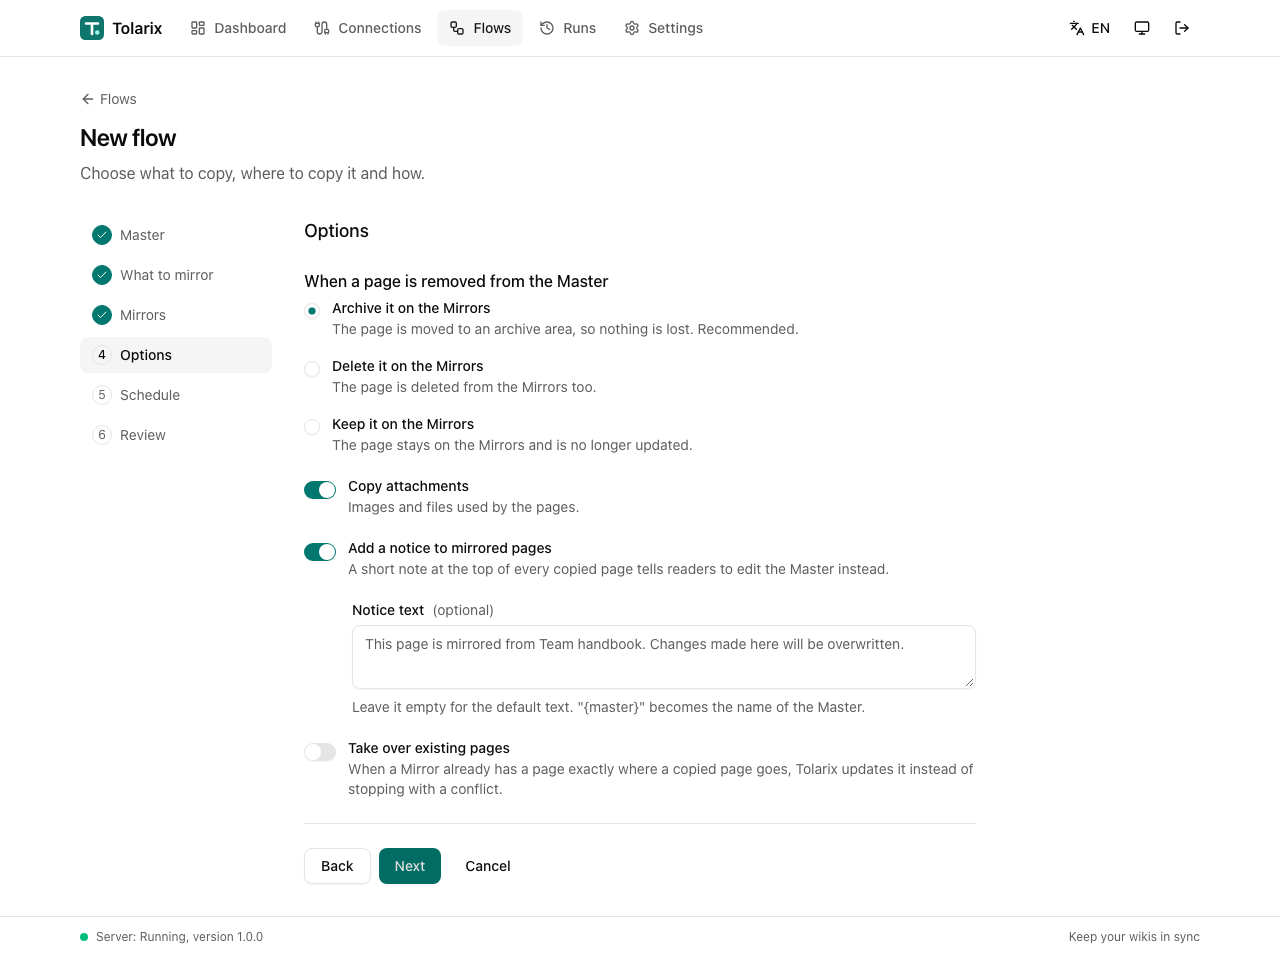 Tolarix
Dashboard
Connections
Flows
Runs
Settings
EN
Flows
New flow
Choose what to copy, where to copy it and how.
Master
What to mirror
Mirrors
4 Options
5 Schedule
6 Review
Options
When a page is removed from the Master
Archive it on the Mirrors
The page is moved to an archive area, so nothing is lost. Recommended.
Delete it on the Mirrors
The page is deleted from the Mirrors too.
Keep it on the Mirrors
The page stays on the Mirrors and is no longer updated.
Copy attachments
Images and files used by the pages.
Add a notice to mirrored pages
A short note at the top of every copied page tells readers to edit the Master instead.
Notice text (optional)
This page is mirrored from Team handbook. Changes made here will be overwritten.
Leave it empty for the default text. "{master}" becomes the name of the Master.
Take over existing pages
When a Mirror already has a page exactly where a copied page goes, Tolarix updates it instead of
stopping with a conflict.
Back
Next
Cancel
Server: Running, version 1.0.0
Keep your wikis in sync